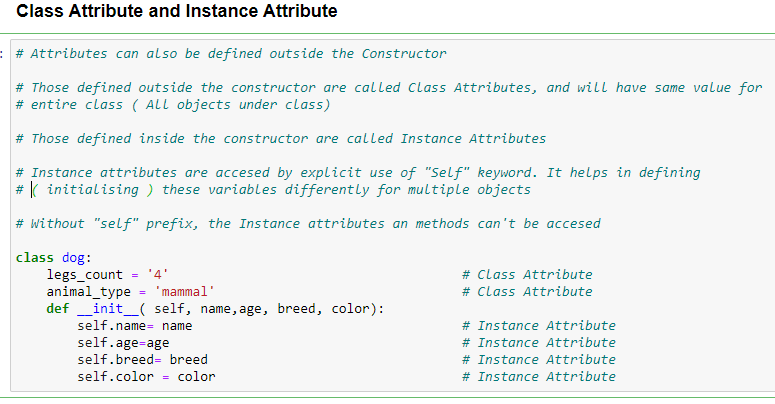 Class Attribute and Instance Attribute
: # Attributes can also be defined outside the Constructor
# Those defined outside the constructor are called Class Attributes, and will have same value for
# entire class ( All objects under class)
# Those defined inside the constructor are called Instance Attributes
# Instance attributes are accesed by explicit use of "Self" keyword. It helps in defining
# ( initialising ) these variables differently for multiple objects
# Without "self" prefix, the Instance attributes an methods can't be accesed
class dog:
    legs_count = '4' # Class Attribute
    animal_type = 'mammal' # Class Attribute
    def __init__( self, name,age, breed, color):
        self.name= name # Instance Attribute
        self.age=age # Instance Attribute
        self.breed= breed # Instance Attribute
        self.color = color # Instance Attribute